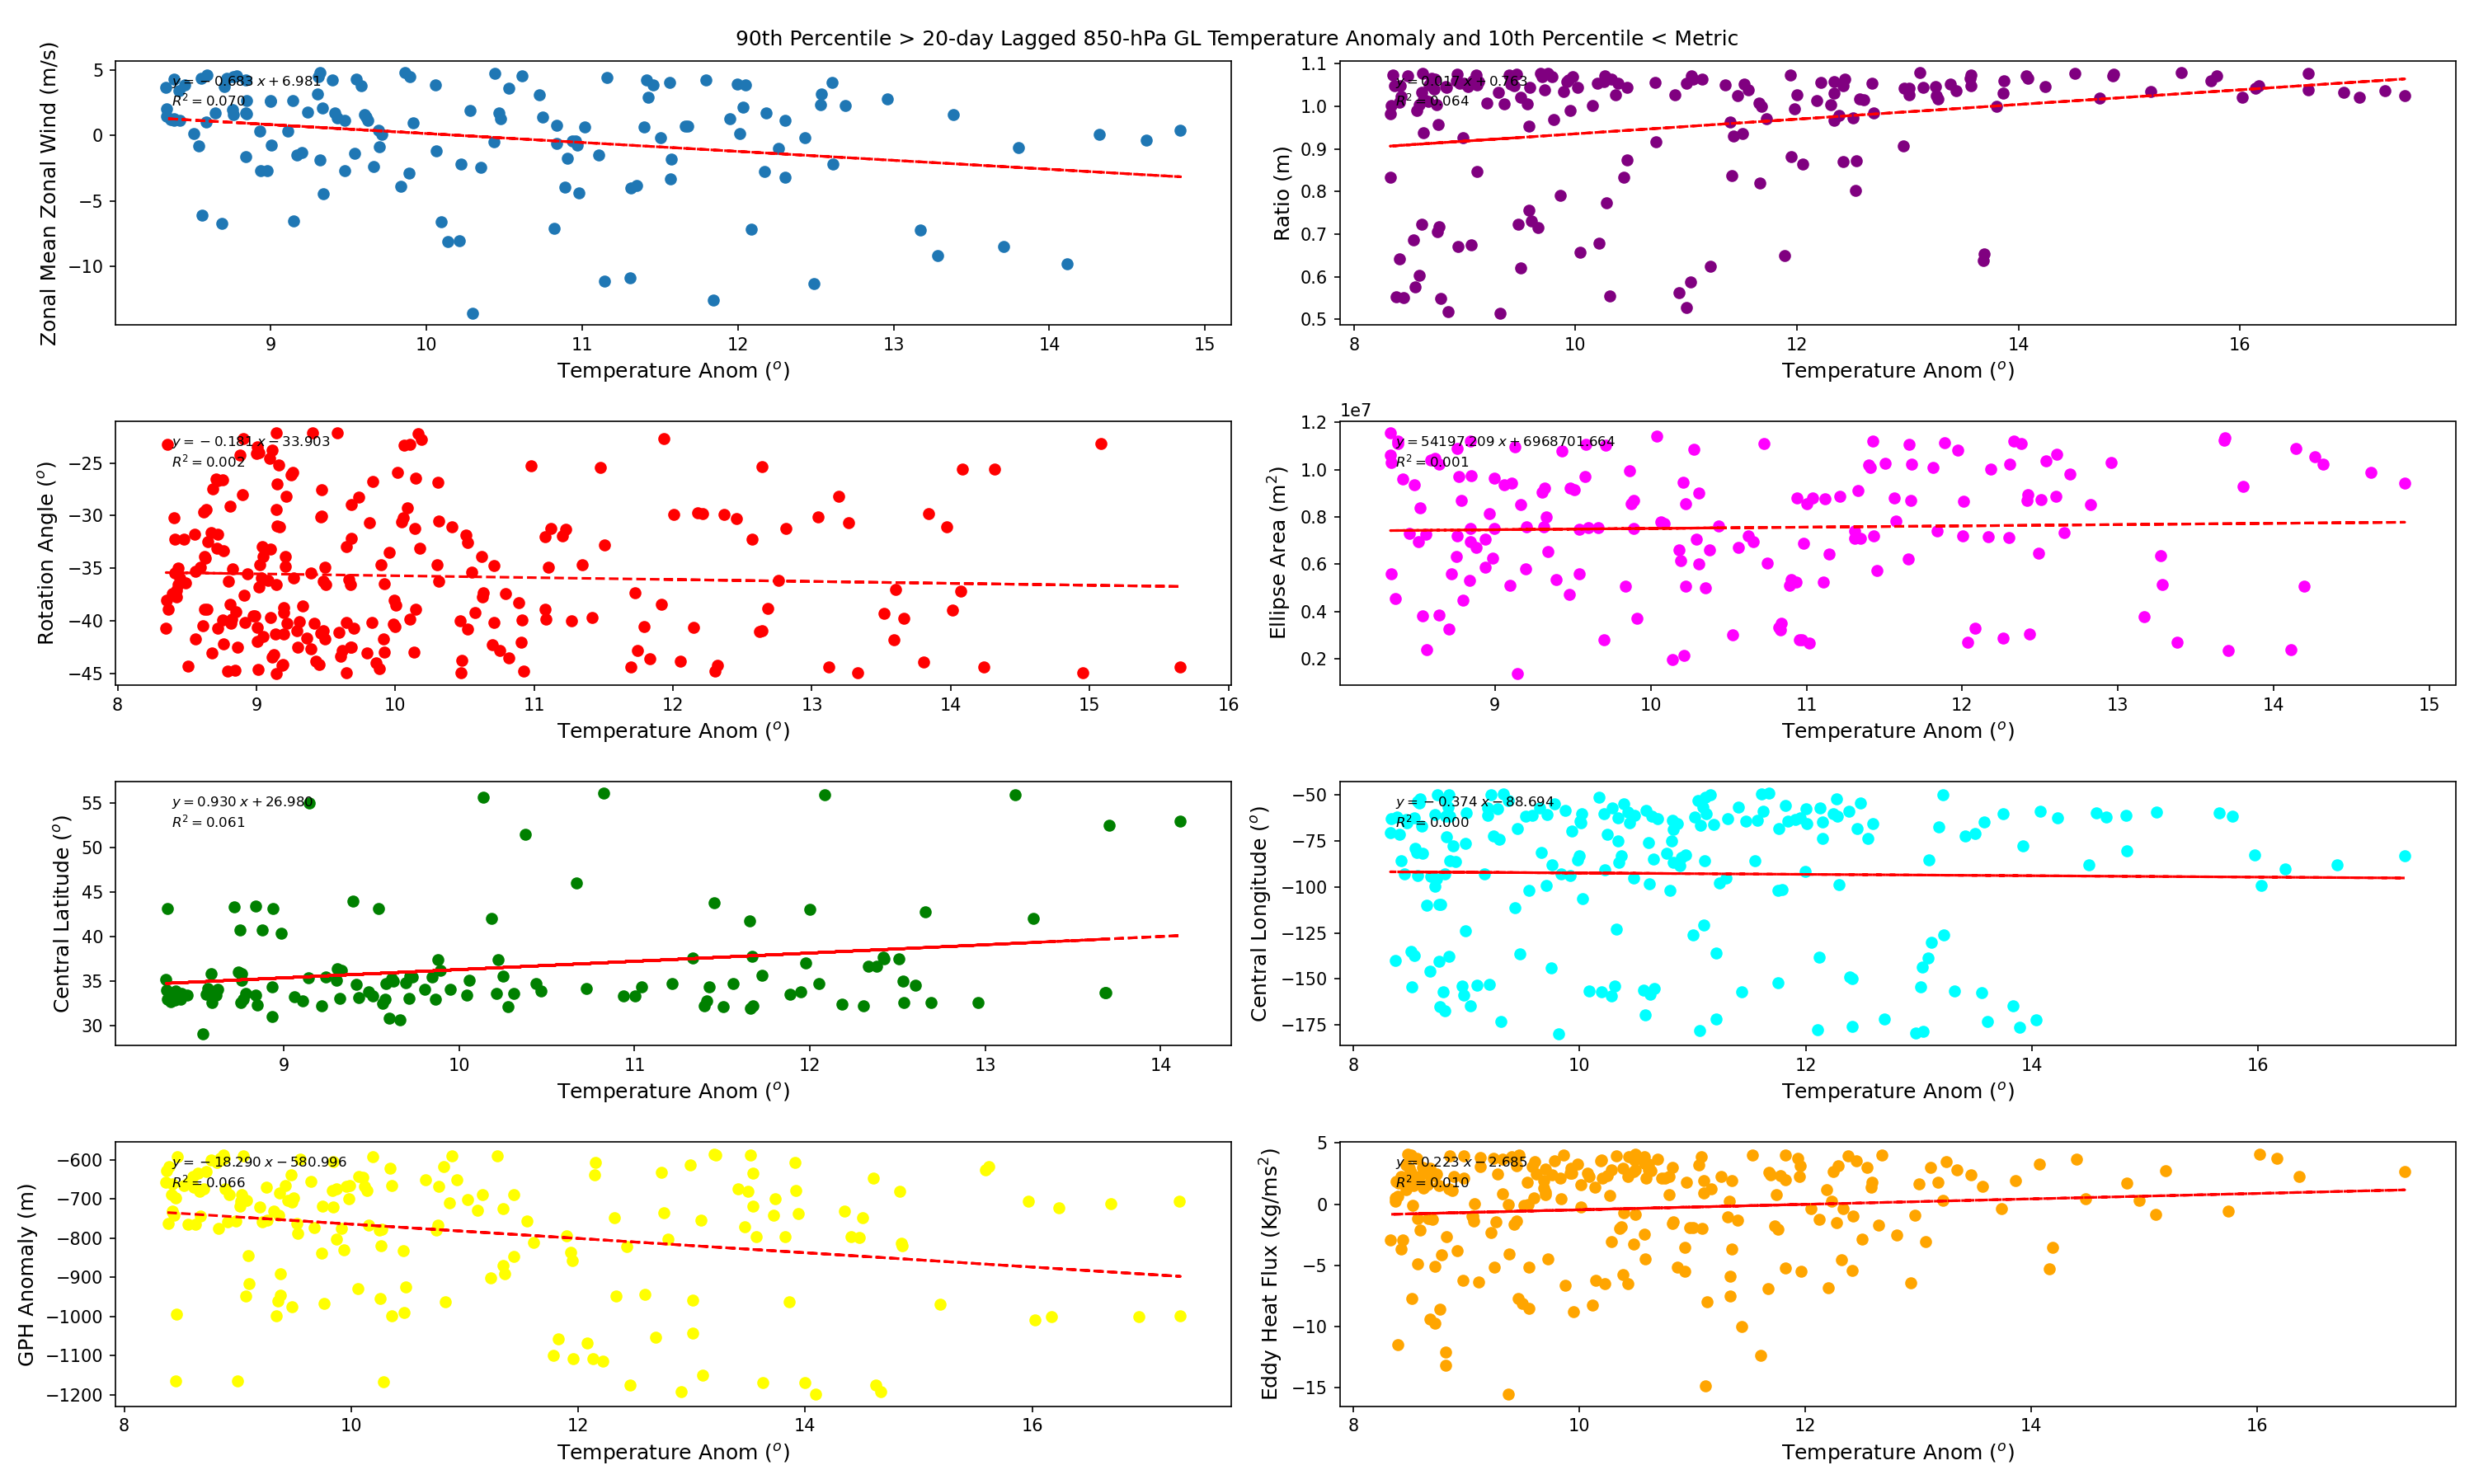 90th Percentile > 20-day Lagged 850-hPa GL Temperature Anomaly and 10th Percentile < Metric
Zonal Mean Zonal Wind (m/s)
5
0
−5
−10
y = −0.683 x + 6.981
R² = 0.070
9 10 11 12 13 14 15
Temperature Anom (°)
Ratio (m)
1.1
1.0
0.9
0.8
0.7
0.6
0.5
y = 0.017 x + 0.763
R² = 0.064
8 10 12 14 16
Temperature Anom (°)
Rotation Angle (°)
−25
−30
−35
−40
−45
y = −0.181 x − 33.903
R² = 0.002
8 9 10 11 12 13 14 15 16
Temperature Anom (°)
1e7
Ellipse Area (m²)
1.2
1.0
0.8
0.6
0.4
0.2
y = 54197.209 x + 6968701.664
R² = 0.001
9 10 11 12 13 14 15
Temperature Anom (°)
Central Latitude (°)
55
50
45
40
35
30
y = 0.930 x + 26.980
R² = 0.061
9 10 11 12 13 14
Temperature Anom (°)
Central Longitude (°)
−50
−75
−100
−125
−150
−175
y = −0.374 x − 88.694
R² = 0.000
8 10 12 14 16
Temperature Anom (°)
GPH Anomaly (m)
−600
−700
−800
−900
−1000
−1100
−1200
y = −18.290 x − 580.996
R² = 0.066
8 10 12 14 16
Temperature Anom (°)
Eddy Heat Flux (Kg/ms²)
5
0
−5
−10
−15
y = 0.223 x − 2.685
R² = 0.010
8 10 12 14 16
Temperature Anom (°)